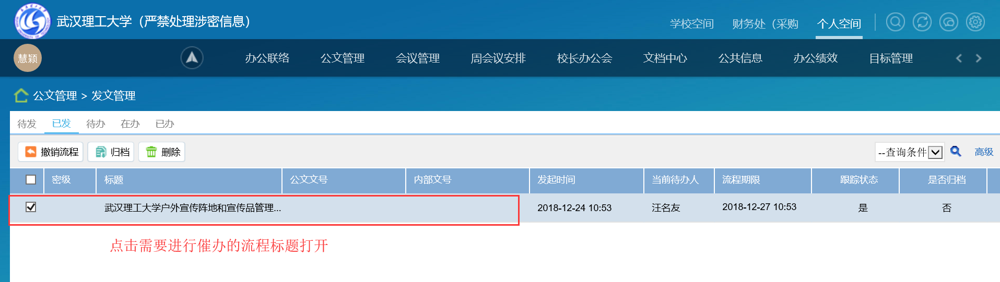 武汉理工大学（严禁处理涉密信息）
学校空间 财务处（采购 个人空间
慧颖
办公联络 公文管理 会议管理 周会议安排 校长办公会 文档中心 公共信息 办公绩效 目标管理
公文管理 > 发文管理
待发 已发 待办 在办 已办
撤销流程 归档 删除 --查询条件 高级
密级 标题 公文文号 内部文号 发起时间 当前待办人 流程期限 跟踪状态 是否归档
武汉理工大学户外宣传阵地和宣传品管理... 2018-12-24 10:53 汪名友 2018-12-27 10:53 是 否
点击需要进行催办的流程标题打开